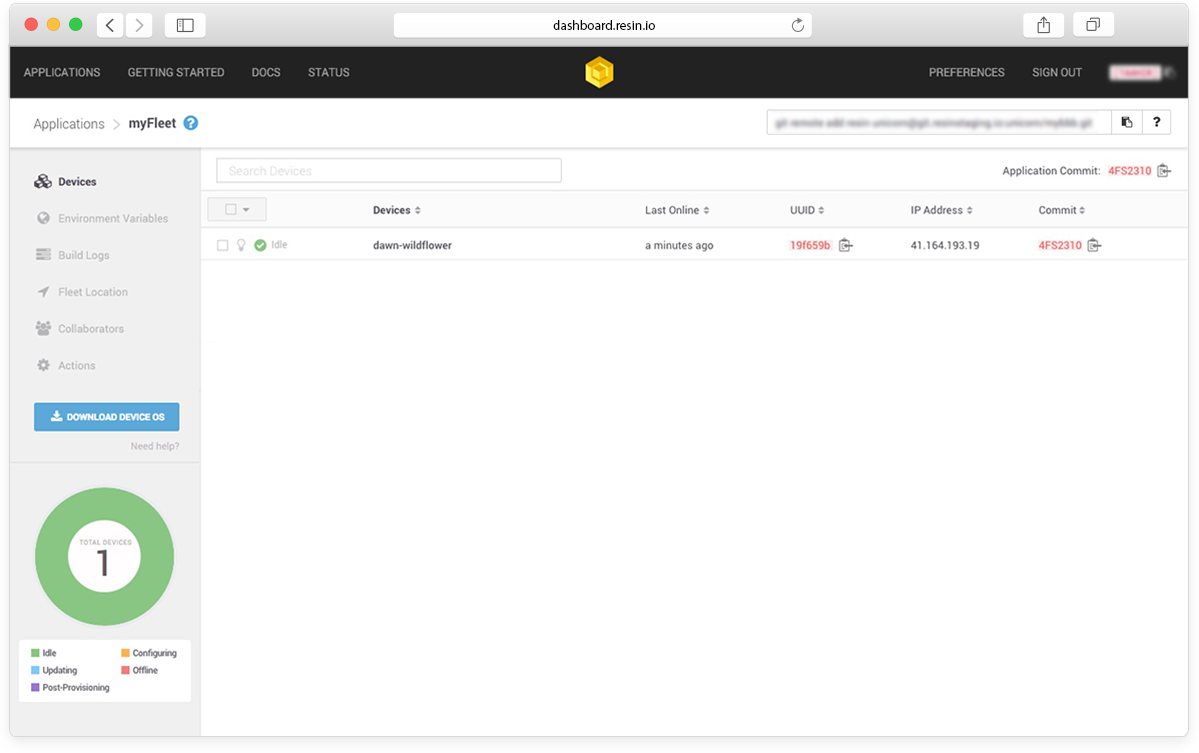 dashboard.resin.io
APPLICATIONS GETTING STARTED DOCS STATUS PREFERENCES SIGN OUT
Applications > myFleet ?
?
Devices
Environment Variables
Build Logs
Fleet Location
Collaborators
Actions
DOWNLOAD DEVICE OS
Need help?
TOTAL DEVICES
1
Idle Configuring
Updating Offline
Post-Provisioning
Search Devices Application Commit: 4FS2310
Devices Last Online UUID IP Address Commit
Idle dawn-wildflower a minutes ago 19f659b 41.164.193.19 4FS2310